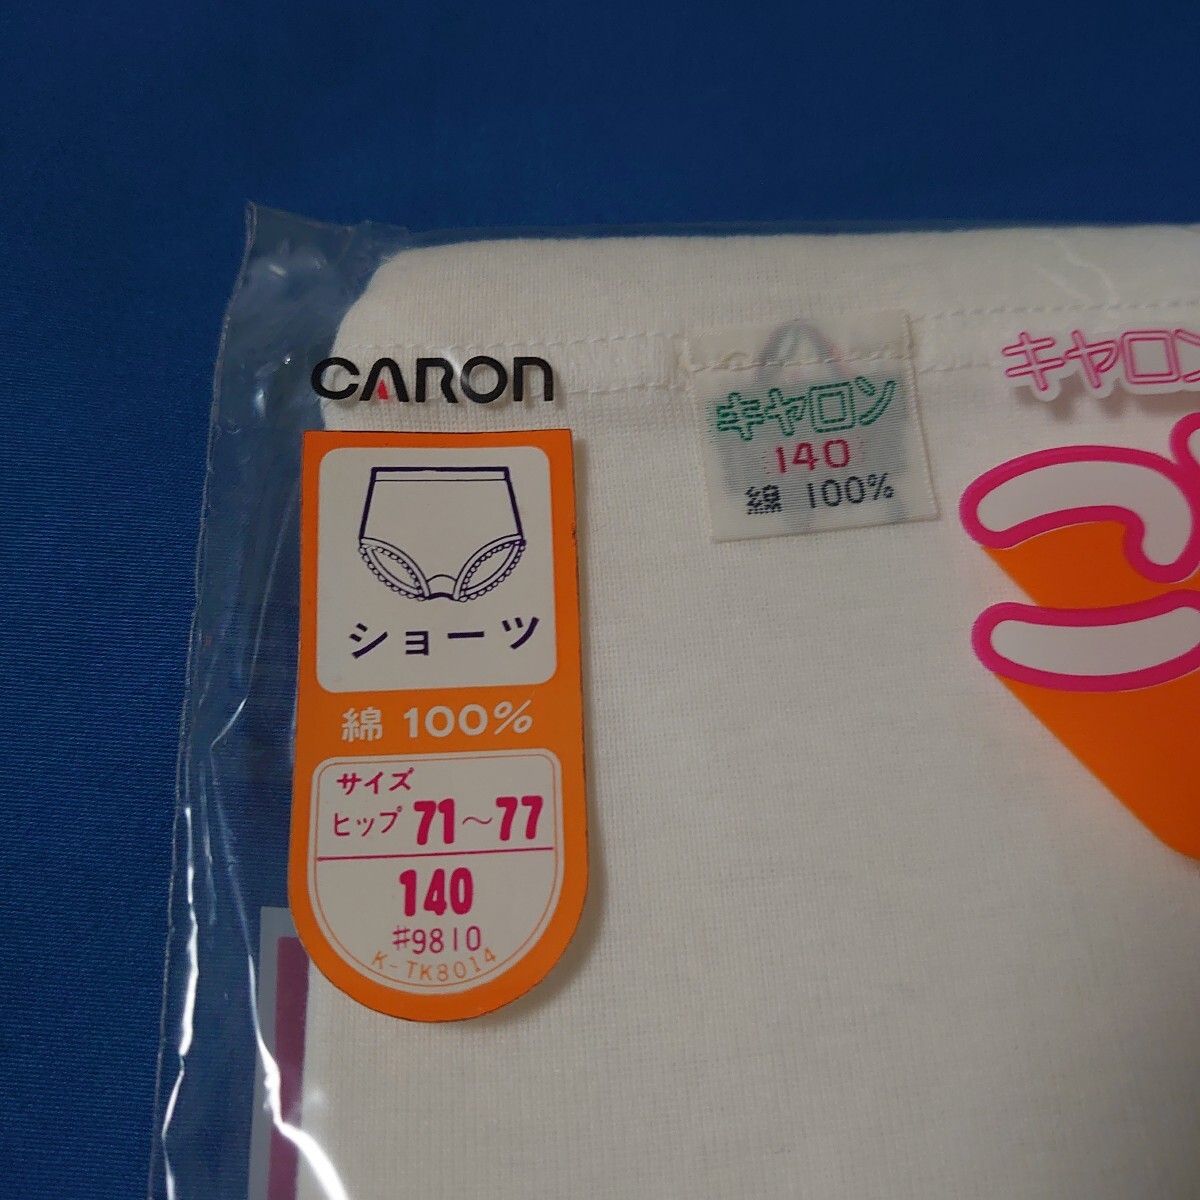 CARON
ショーツ
綿 100%
サイズ
ヒップ 71〜77
140
#9810
K-TK8014
キャロン
140
綿 100%
キャロン